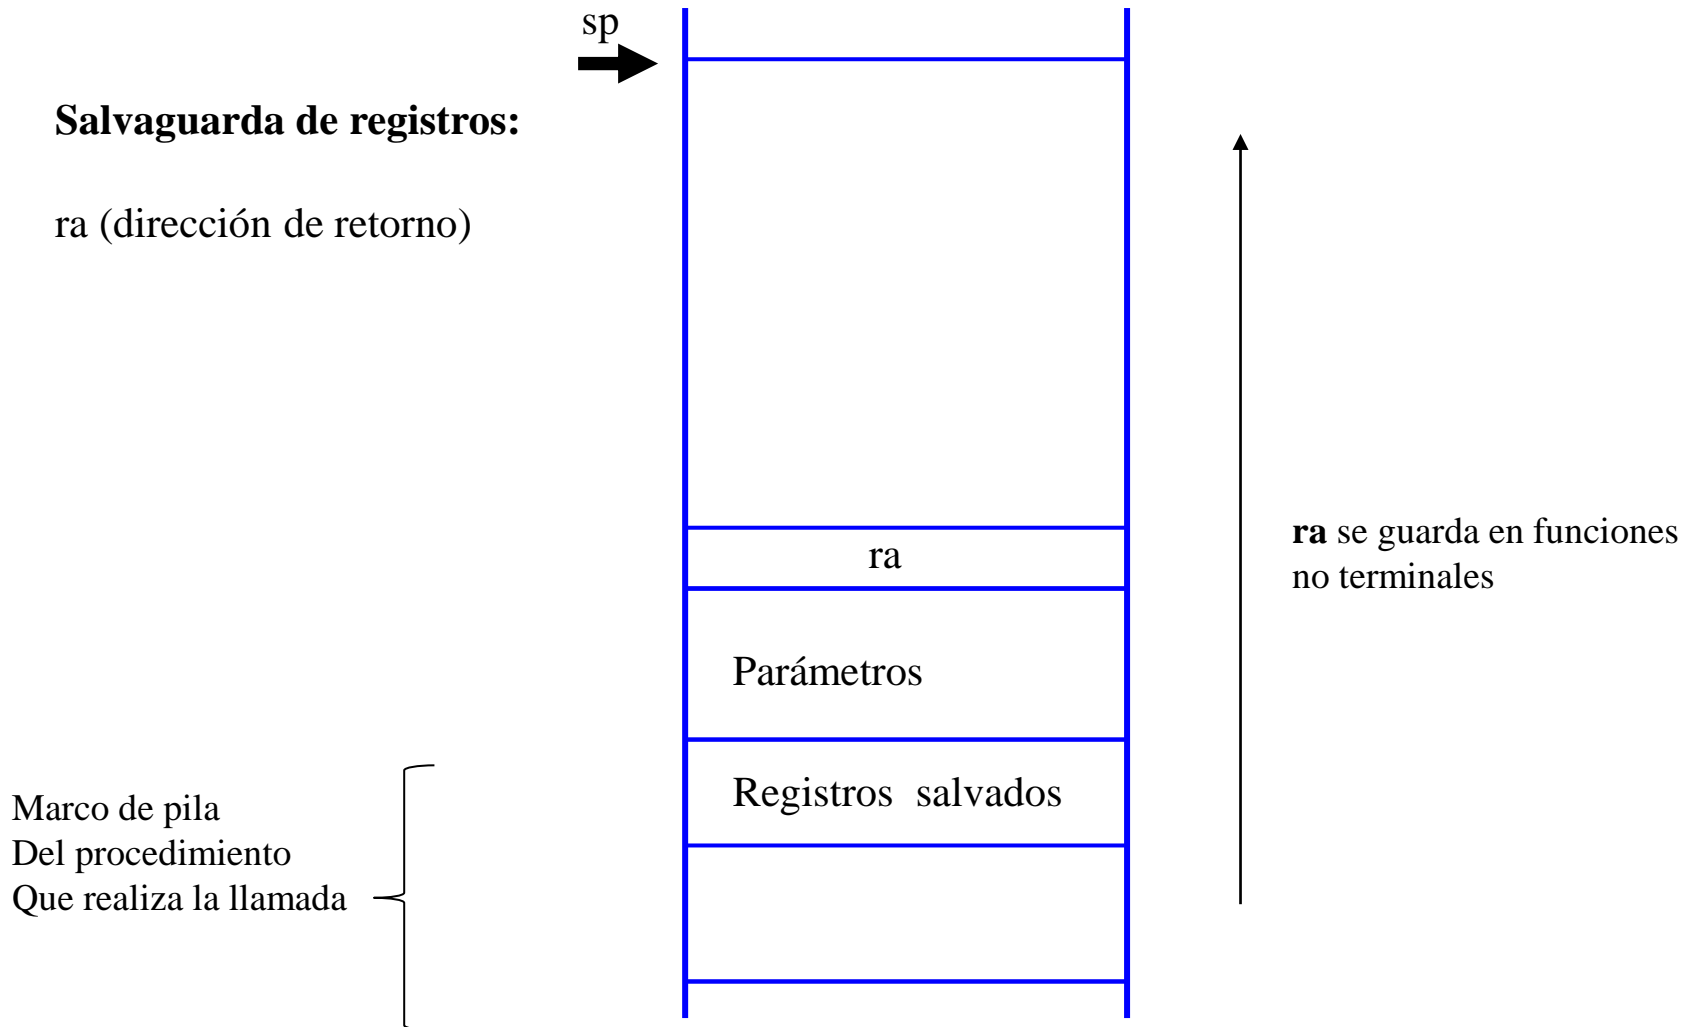 sp
Salvaguarda de registros:
ra (dirección de retorno)
ra
ra se guarda en funciones
no terminales
Parámetros
Registros salvados
Marco de pila
Del procedimiento
Que realiza la llamada